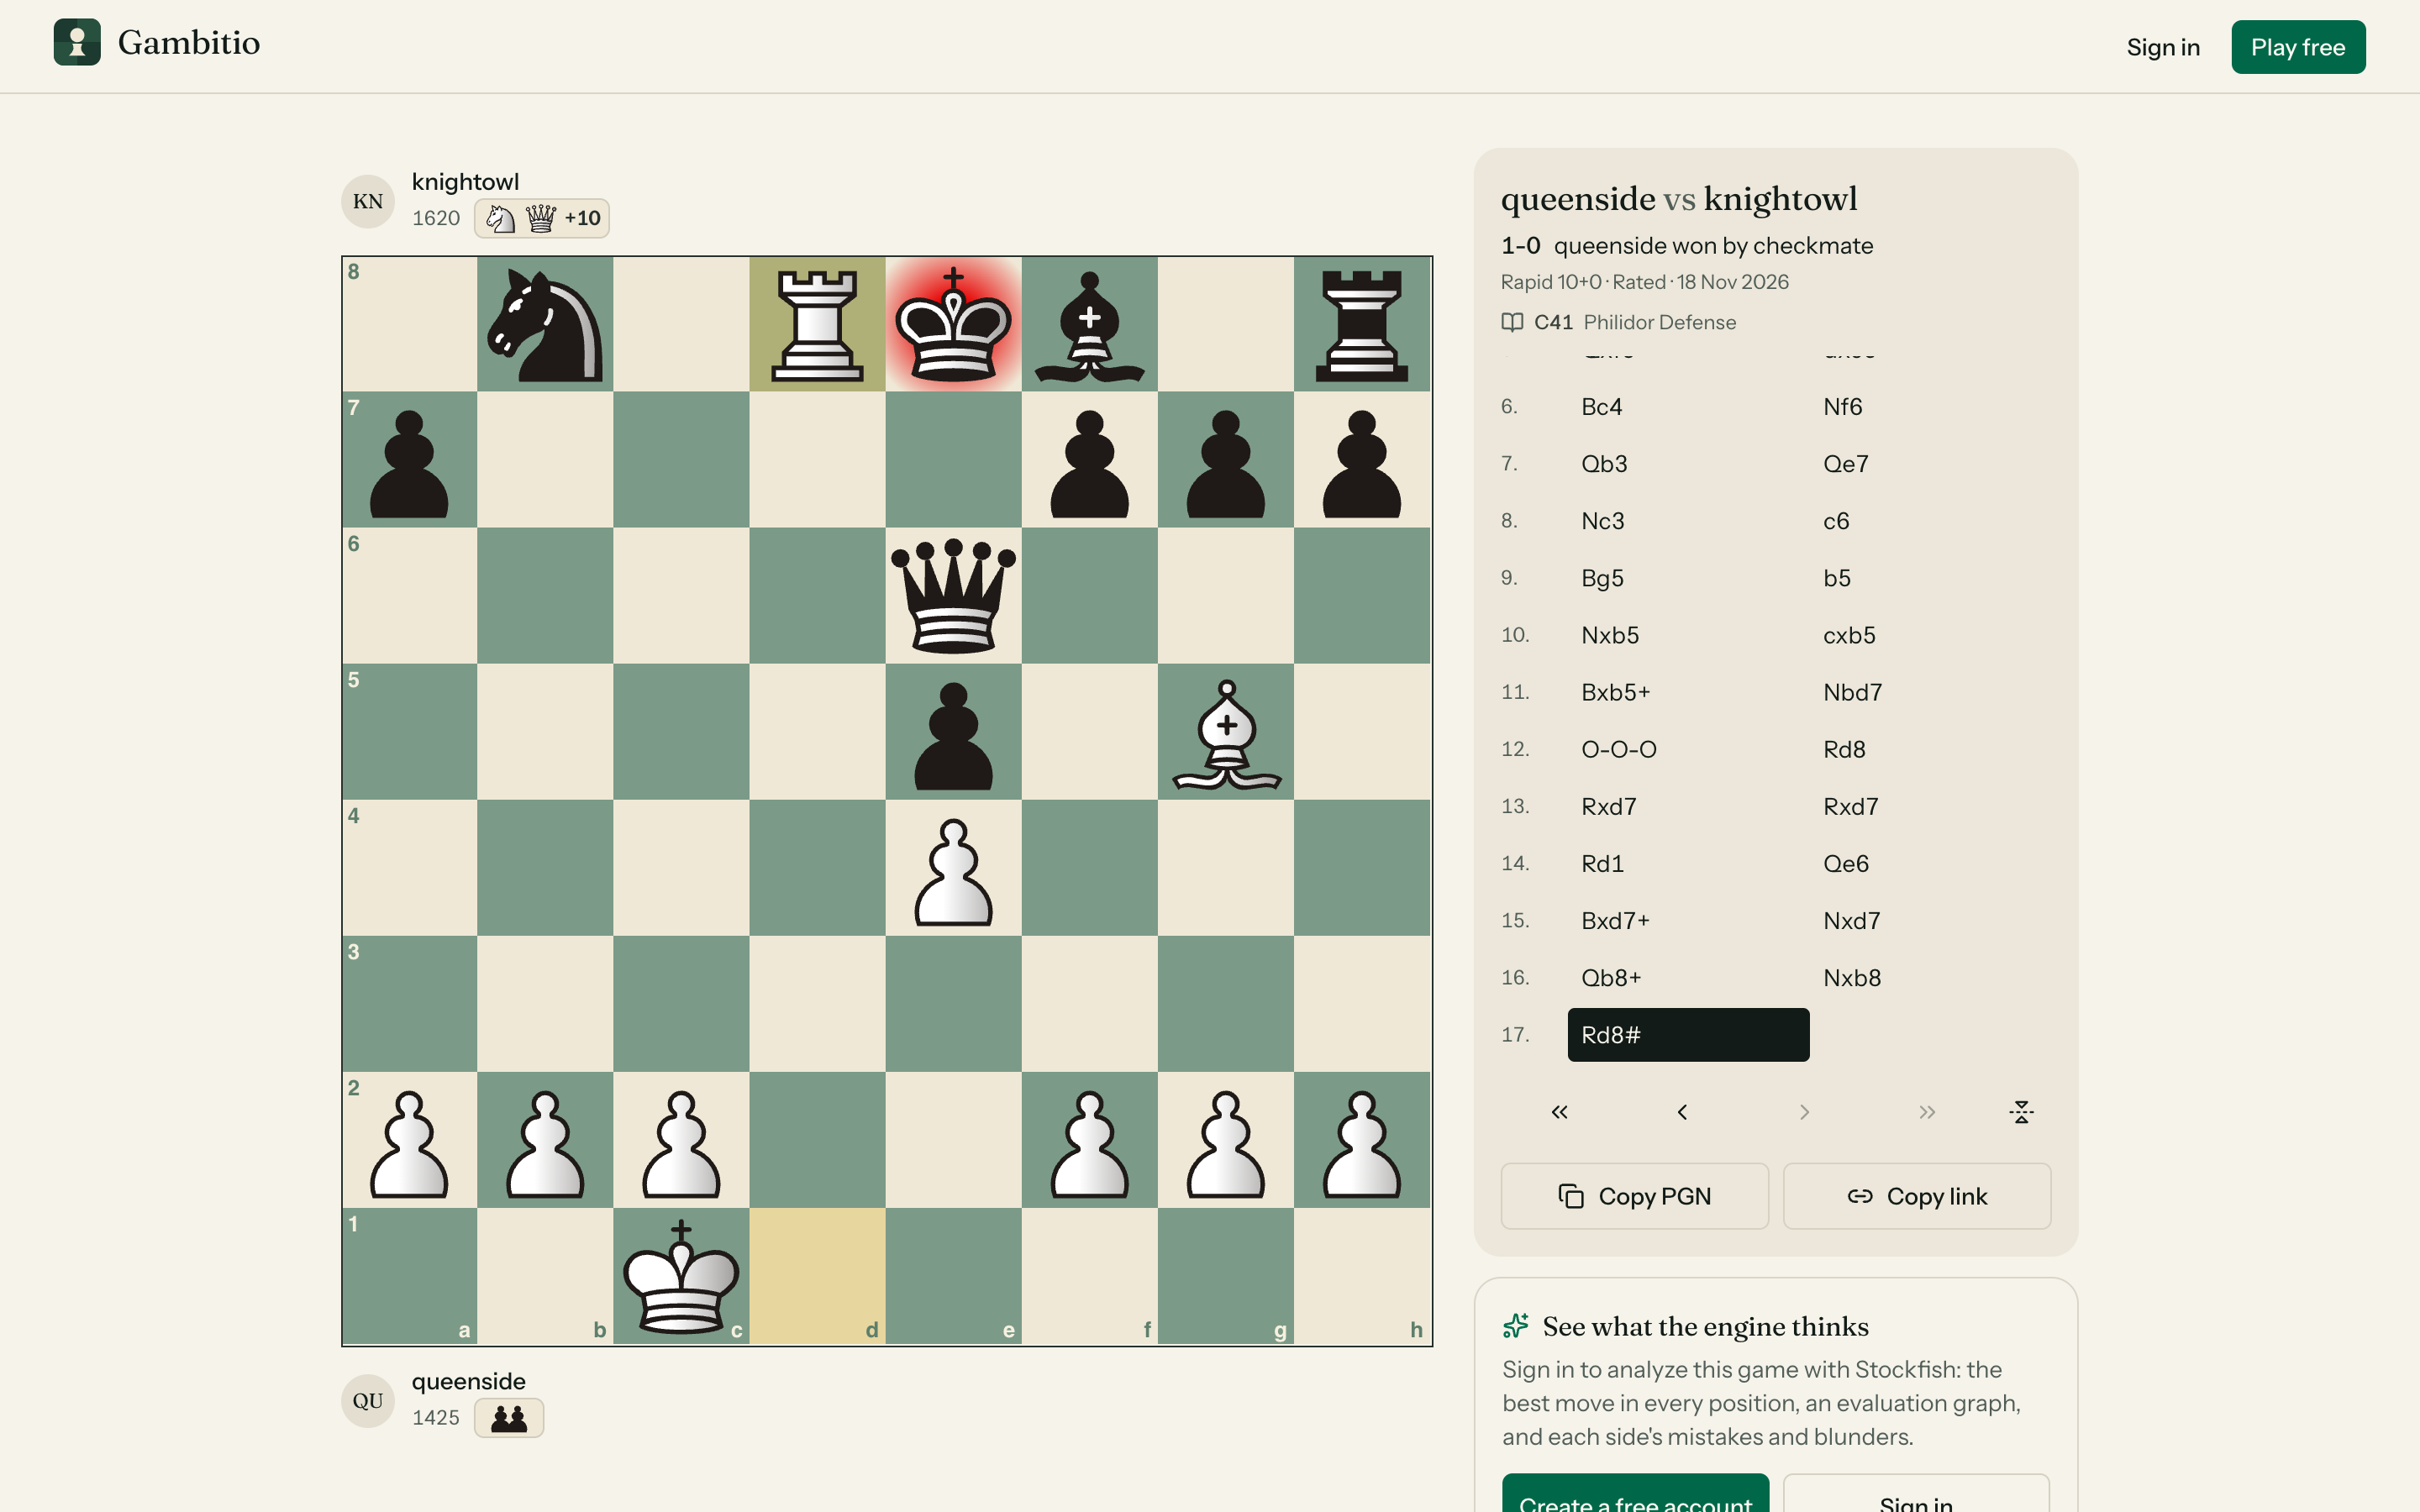 Gambitio
Sign in
Play free
KN
knightowl
1620
+10
8
7
6
5
4
3
2
1
a
b
c
d
e
f
g
h
QU
queenside
1425
queenside vs knightowl
1-0 queenside won by checkmate
Rapid 10+0 · Rated · 18 Nov 2026
C41 Philidor Defense
6. Bc4 Nf6
7. Qb3 Qe7
8. Nc3 c6
9. Bg5 b5
10. Nxb5 cxb5
11. Bxb5+ Nbd7
12. O-O-O Rd8
13. Rxd7 Rxd7
14. Rd1 Qe6
15. Bxd7+ Nxd7
16. Qb8+ Nxb8
17. Rd8#
Copy PGN
Copy link
See what the engine thinks
Sign in to analyze this game with Stockfish: the
best move in every position, an evaluation graph,
and each side's mistakes and blunders.
Create a free account
Sign in